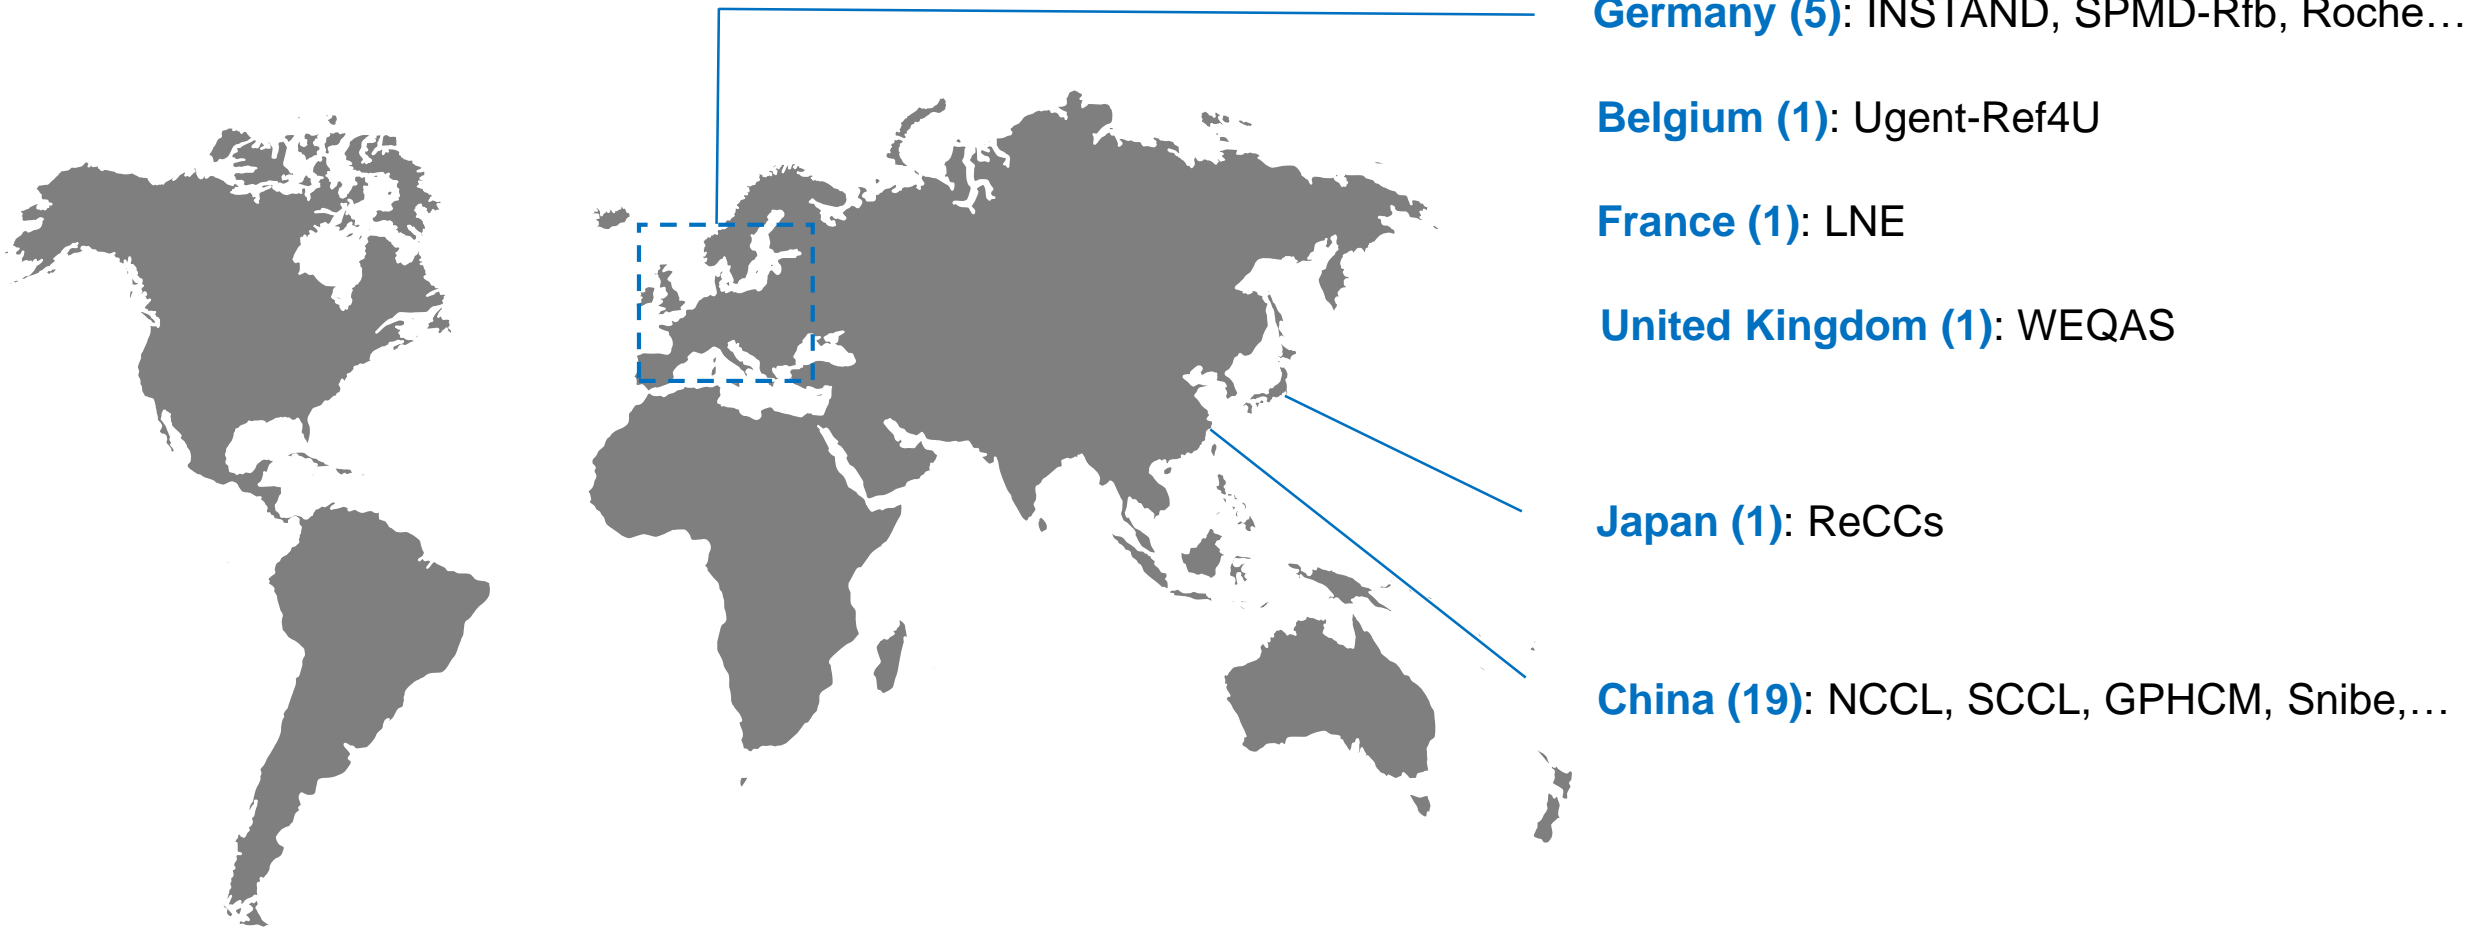 Germany (5): INSTAND, SPMD-Rfb, Roche…
Belgium (1): Ugent-Ref4U
France (1): LNE
United Kingdom (1): WEQAS
Japan (1): ReCCs
China (19): NCCL, SCCL, GPHCM, Snibe,…